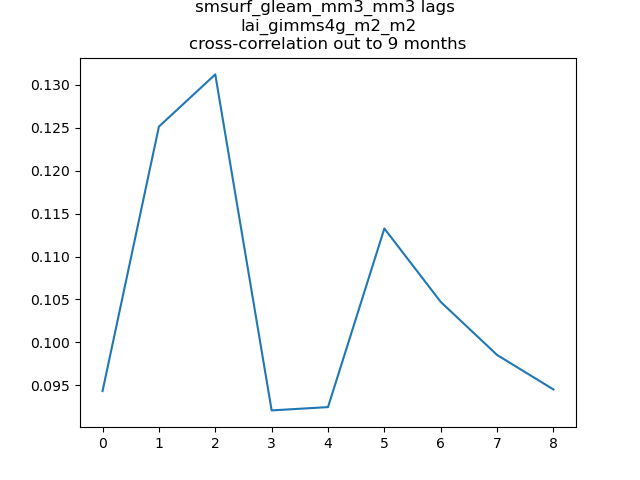 smsurf_gleam_mm3_mm3 lags
lai_gimms4g_m2_m2
cross-correlation out to 9 months
0.130
0.125
0.120
0.115
0.110
0.105
0.100
0.095
0 1 2 3 4 5 6 7 8